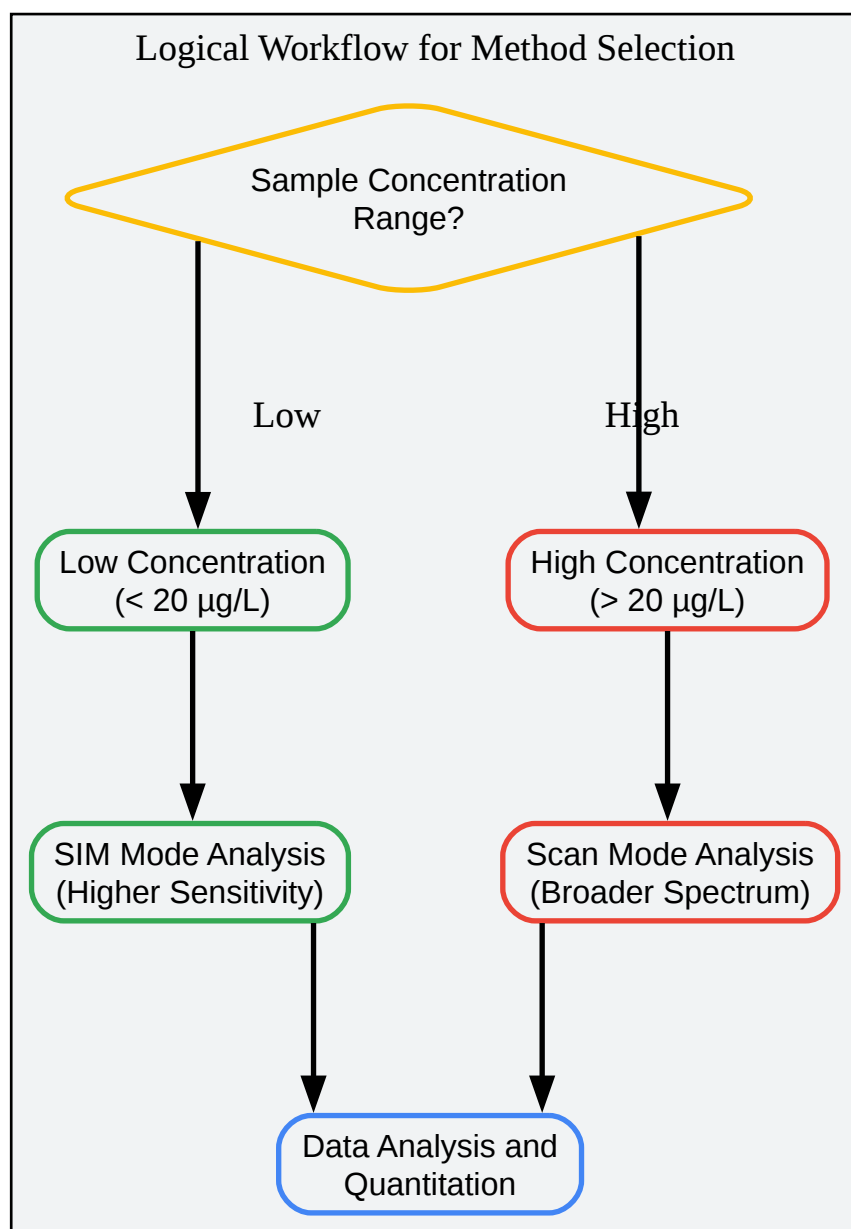 Logical Workflow for Method Selection
Sample Concentration
Range?
Low
High
Low Concentration
(< 20 µg/L)
High Concentration
(> 20 µg/L)
SIM Mode Analysis
(Higher Sensitivity)
Scan Mode Analysis
(Broader Spectrum)
Data Analysis and
Quantitation